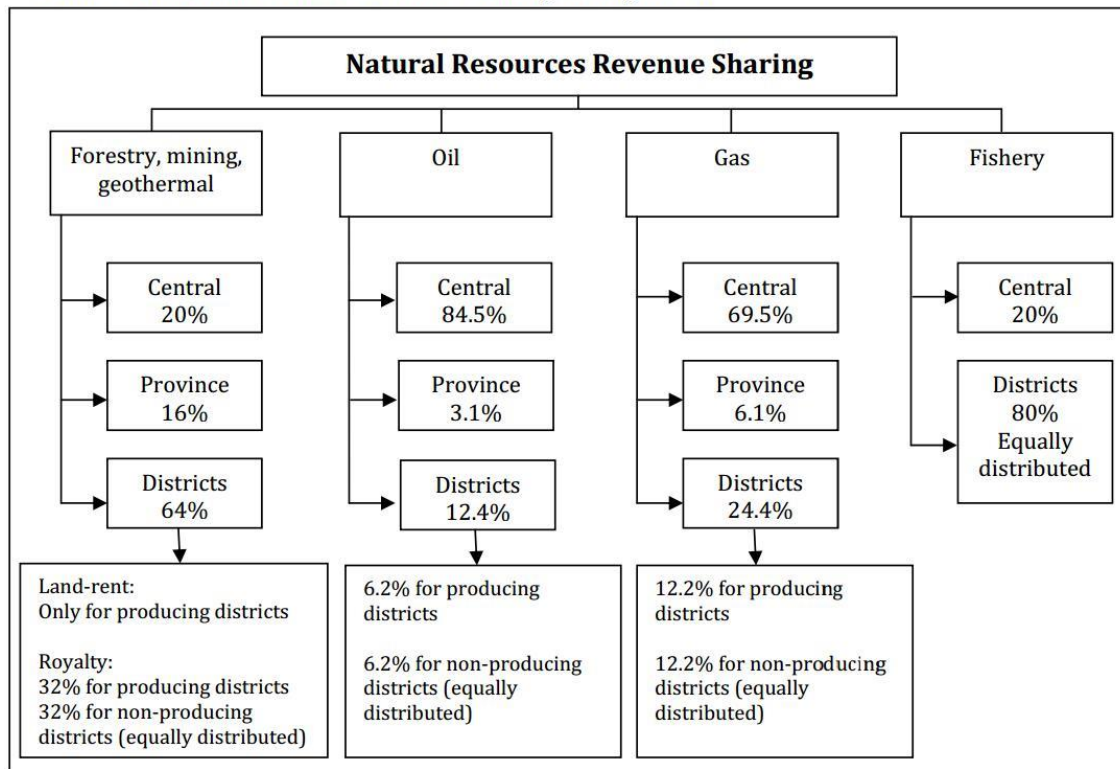 Natural Resources Revenue Sharing
Forestry, mining,
geothermal
Central
20%
Province
16%
Districts
64%
Land-rent:
Only for producing districts
Royalty:
32% for producing districts
32% for non-producing
districts (equally distributed)
Oil
Central
84.5%
Province
3.1%
Districts
12.4%
6.2% for producing
districts
6.2% for non-producing
districts (equally
distributed)
Gas
Central
69.5%
Province
6.1%
Districts
24.4%
12.2% for producing
districts
12.2% for non-producing
districts (equally
distributed)
Fishery
Central
20%
Districts
80%
Equally
distributed